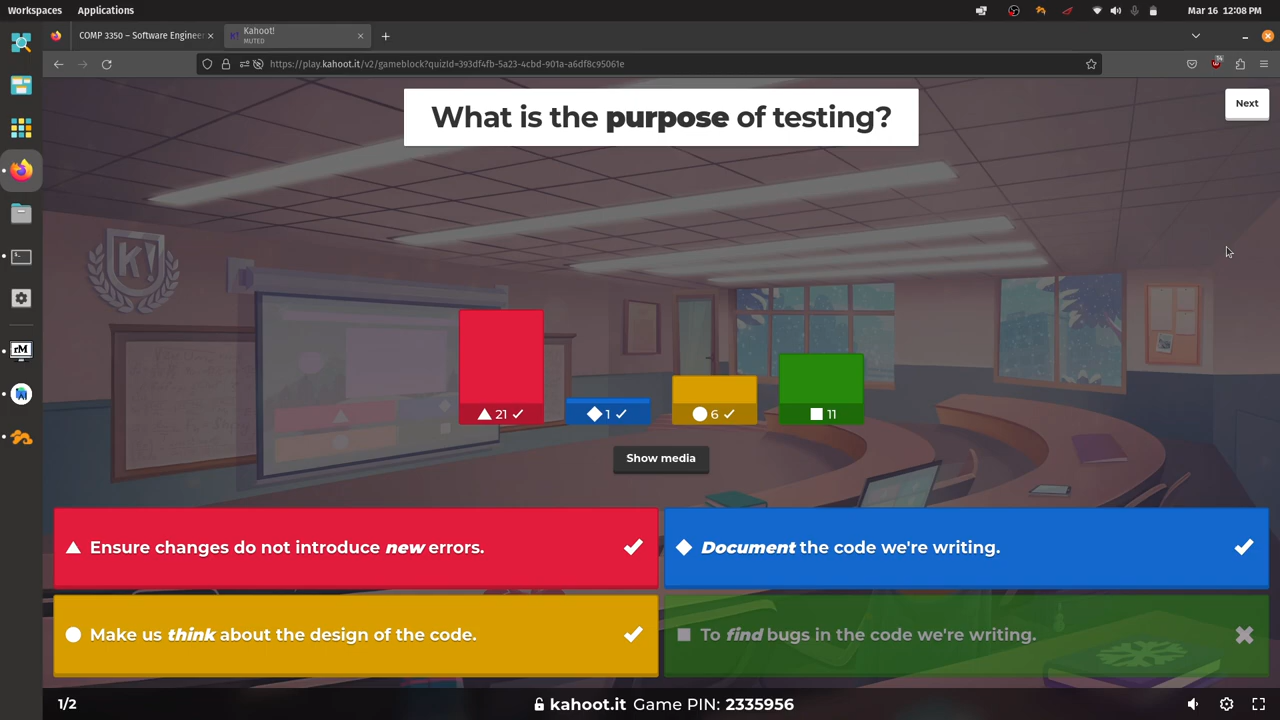 Workspaces Applications Mar 16 12:08 PM
COMP 3350 – Software Engineer
Kahoot!
MUTED
https://play.kahoot.it/v2/gameblock?quizId=393df4fb-5a23-4cbd-901a-a6df8c95061e
What is the purpose of testing?
Next
K!
21 1 6 11
Show media
Ensure changes do not introduce new errors.
Document the code we're writing.
Make us think about the design of the code.
To find bugs in the code we're writing.
1/2 kahoot.it Game PIN: 2335956